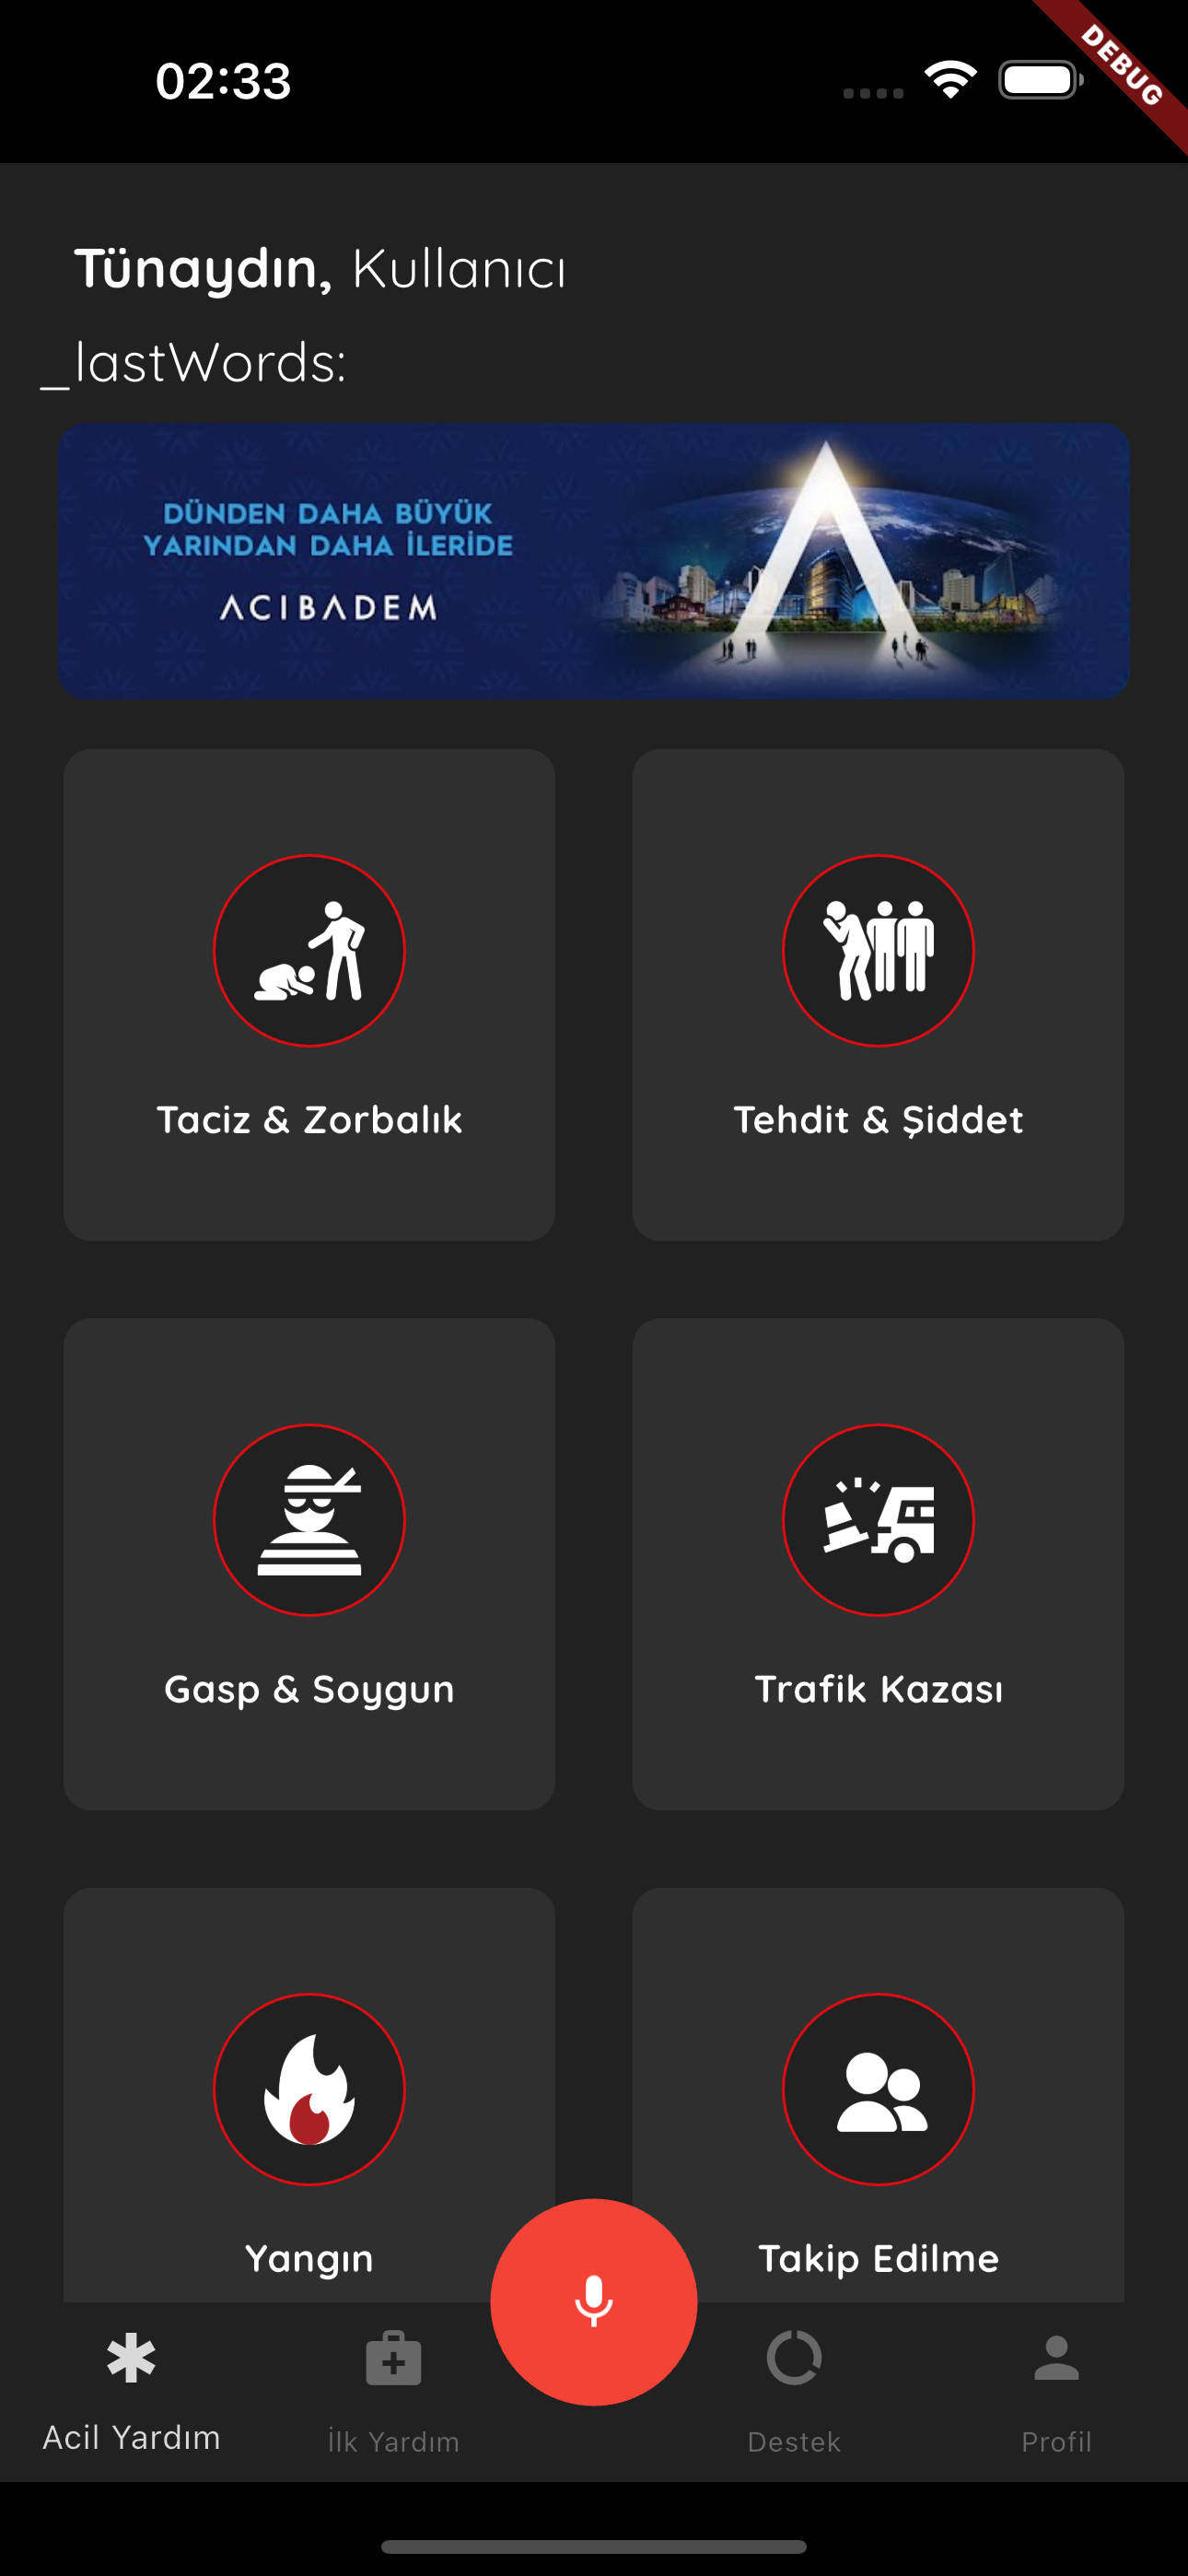 02:33
DEBUG
Tünaydın, Kullanıcı
_lastWords:
DÜNDEN DAHA BÜYÜK
YARINDAN DAHA İLERİDE
ACIBADEM
Taciz & Zorbalık
Tehdit & Şiddet
Gasp & Soygun
Trafik Kazası
Yangın
Takip Edilme
Acil Yardım
İlk Yardım
Destek
Profil